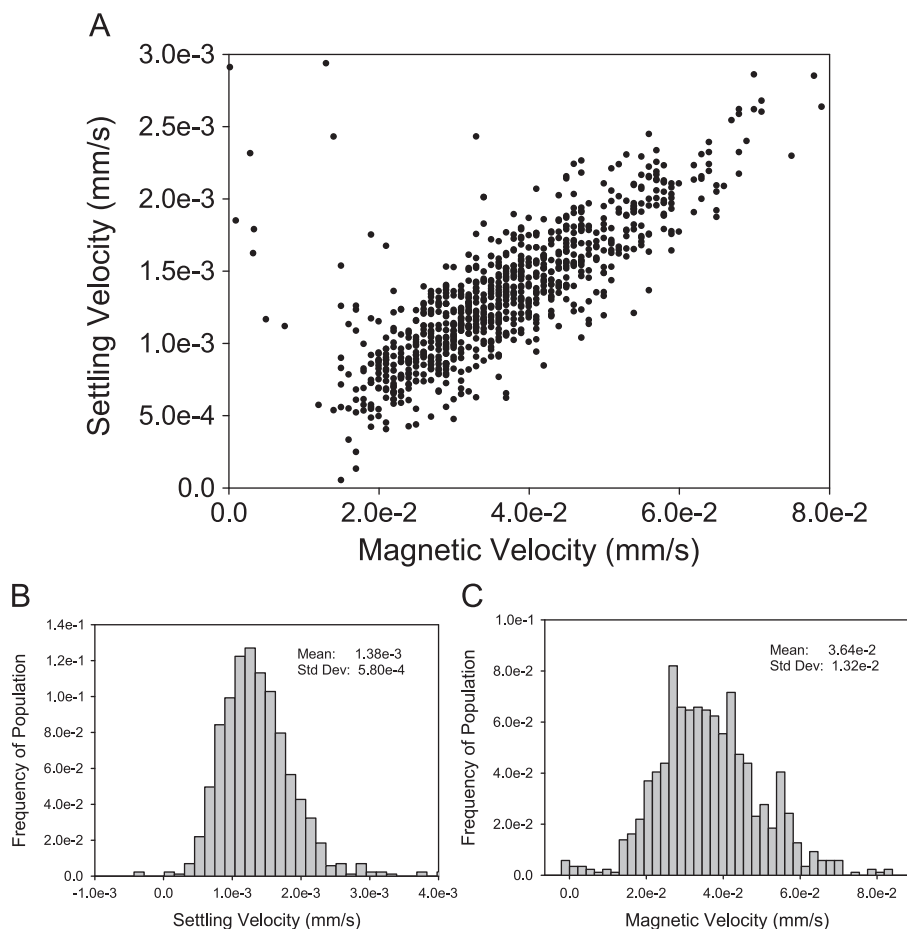 A
3.0e-3
2.5e-3
2.0e-3
1.5e-3
1.0e-3
5.0e-4
0.0
Settling Velocity (mm/s)
0.0 2.0e-2 4.0e-2 6.0e-2 8.0e-2
Magnetic Velocity (mm/s)
B
1.4e-1
1.2e-1
1.0e-1
8.0e-2
6.0e-2
4.0e-2
2.0e-2
0.0
Frequency of Population
Mean: 1.38e-3
Std Dev: 5.80e-4
-1.0e-3 0.0 1.0e-3 2.0e-3 3.0e-3 4.0e-3
Settling Velocity (mm/s)
C
1.0e-1
8.0e-2
6.0e-2
4.0e-2
2.0e-2
0.0
Frequency of Population
Mean: 3.64e-2
Std Dev: 1.32e-2
0.0 2.0e-2 4.0e-2 6.0e-2 8.0e-2
Magnetic Velocity (mm/s)